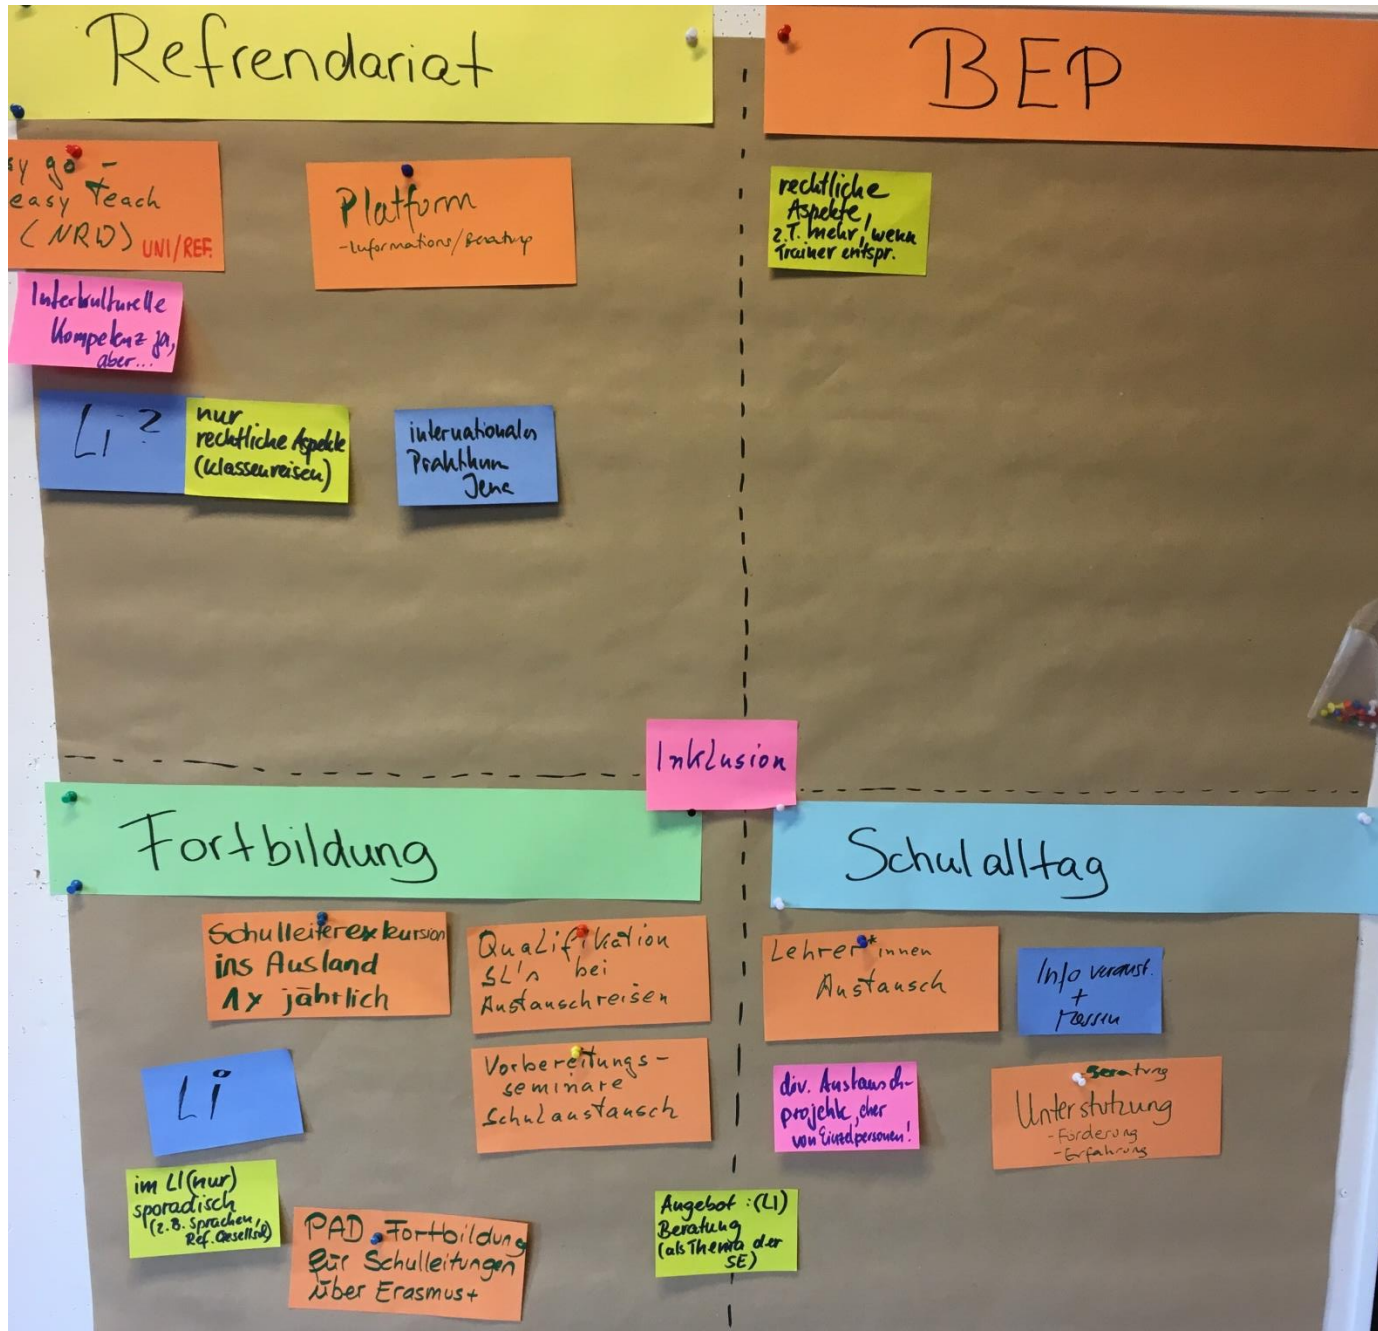 Refrendariat
BEP
sy go -
easy Teach
(NRW) UNI/REF.
Platform
-Informations/Beratung
rechtliche
Aspekte,
z.T. mehr, wenn
Trainer entspr.
Interkulturelle
Kompetenz ja,
aber...
Li ?
nur
rechtliche Aspekte
(Klassenreisen)
internationales
Praktikum
Jena
Inklusion
Fortbildung
Schulalltag
Schulleiterexkursion
ins Ausland
1x jährlich
Qualifikation
SL's bei
Austauschreisen
Lehrer*innen
Austausch
Info veranst.
+
Messen
Li
Vorbereitungs-
seminare
Schulaustausch
div. Austausch-
projekte, eher
von Einzelpersonen!
-Beratung
Unterstützung
-Förderung
-Erfahrung
im LI (nur)
sporadisch
(z.B. Sprachen,
Ref. Gesellsch.)
PAD Fortbildung
für Schulleitungen
über Erasmus+
Angebot: (LI)
Beratung
(als Thema der
SE)